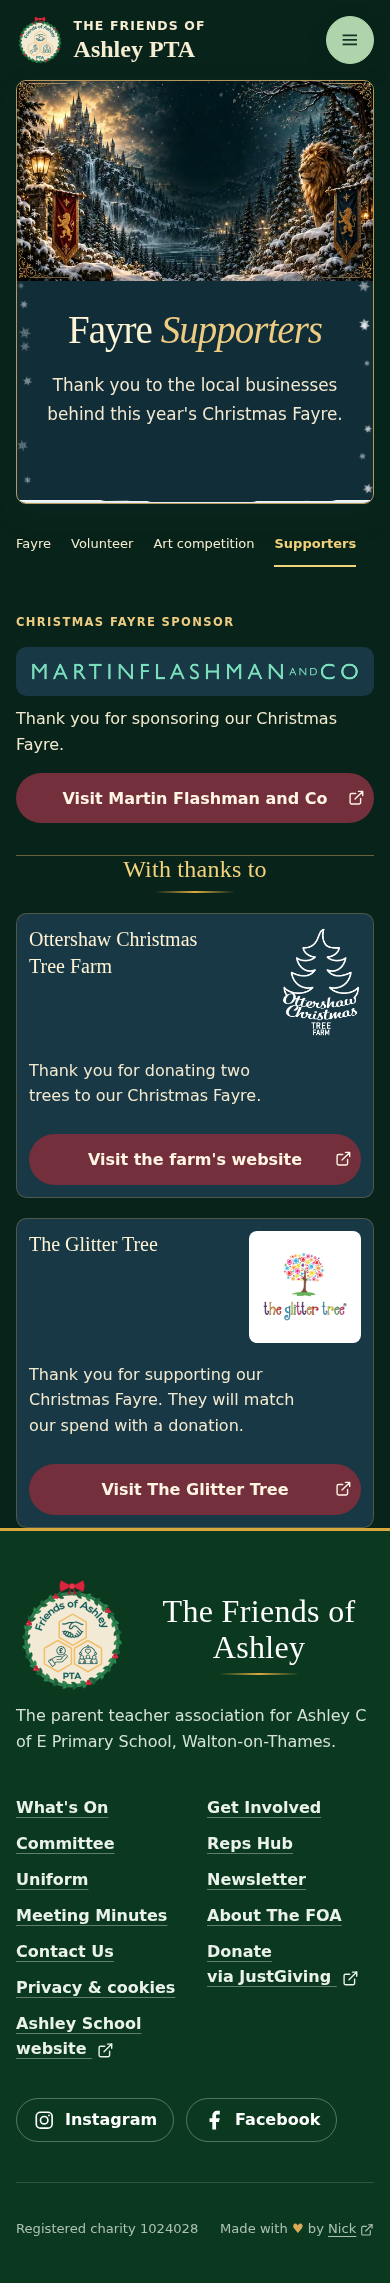 THE FRIENDS OF
Ashley PTA
Fayre Supporters
Thank you to the local businesses
behind this year's Christmas Fayre.
Fayre Volunteer Art competition Supporters
CHRISTMAS FAYRE SPONSOR
MARTINFLASHMANANDCO
Thank you for sponsoring our Christmas
Fayre.
Visit Martin Flashman and Co
With thanks to
Ottershaw Christmas
Tree Farm
Ottershaw
Christmas
TREE
FARM
Thank you for donating two
trees to our Christmas Fayre.
Visit the farm's website
The Glitter Tree
the glitter tree
Thank you for supporting our
Christmas Fayre. They will match
our spend with a donation.
Visit The Glitter Tree
Friends of Ashley
PTA
The Friends of
Ashley
The parent teacher association for Ashley C
of E Primary School, Walton-on-Thames.
What's On
Committee
Uniform
Meeting Minutes
Contact Us
Privacy & cookies
Ashley School
website
Get Involved
Reps Hub
Newsletter
About The FOA
Donate
via JustGiving
Instagram
Facebook
Registered charity 1024028
Made with ♥ by Nick